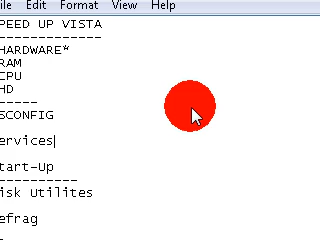 ile Edit Format View Help
PEED UP VISTA
-------------
HARDWARE*
RAM
CPU
HD
-----
SCONFIG
ervices
tart-Up
----------
isk Utilites
efrag